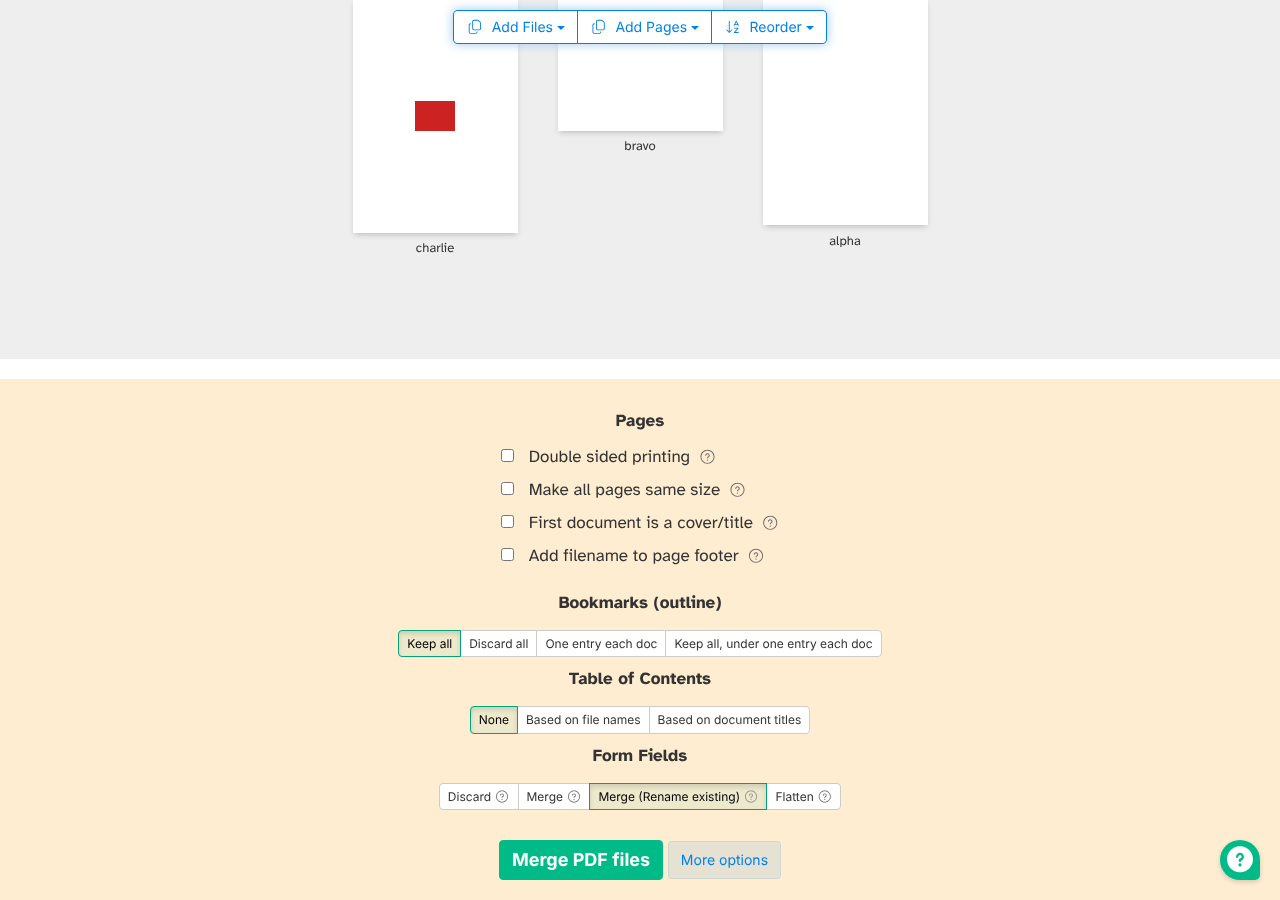 Add Files Add Pages Reorder
bravo
alpha
charlie
Pages
Double sided printing
Make all pages same size
First document is a cover/title
Add filename to page footer
Bookmarks (outline)
Keep all Discard all One entry each doc Keep all, under one entry each doc
Table of Contents
None Based on file names Based on document titles
Form Fields
Discard Merge Merge (Rename existing) Flatten
Merge PDF files More options